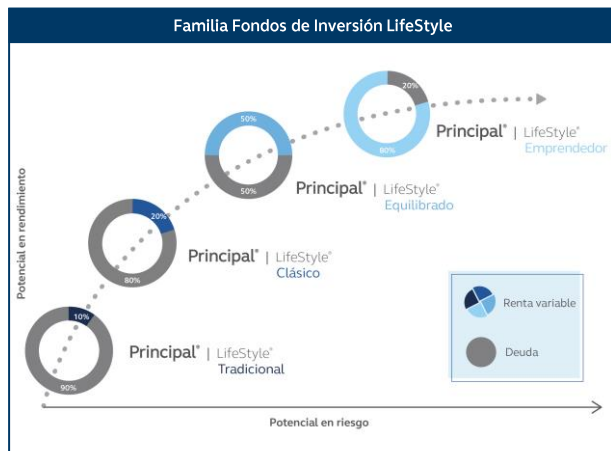 Familia Fondos de Inversión LifeStyle
20%
Principal® | LifeStyle®
Emprendedor
80%
50%
Principal® | LifeStyle®
Equilibrado
50%
20%
Principal® | LifeStyle®
Clásico
80%
10%
Principal® | LifeStyle®
Tradicional
90%
Renta variable
Deuda
Potencial en rendimiento
Potencial en riesgo